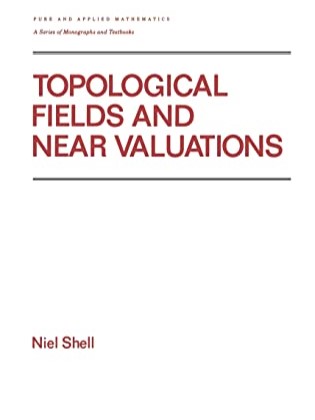 PURE AND APPLIED MATHEMATICS
A Series of Monographs and Textbooks
TOPOLOGICAL
FIELDS AND
NEAR VALUATIONS
Niel Shell